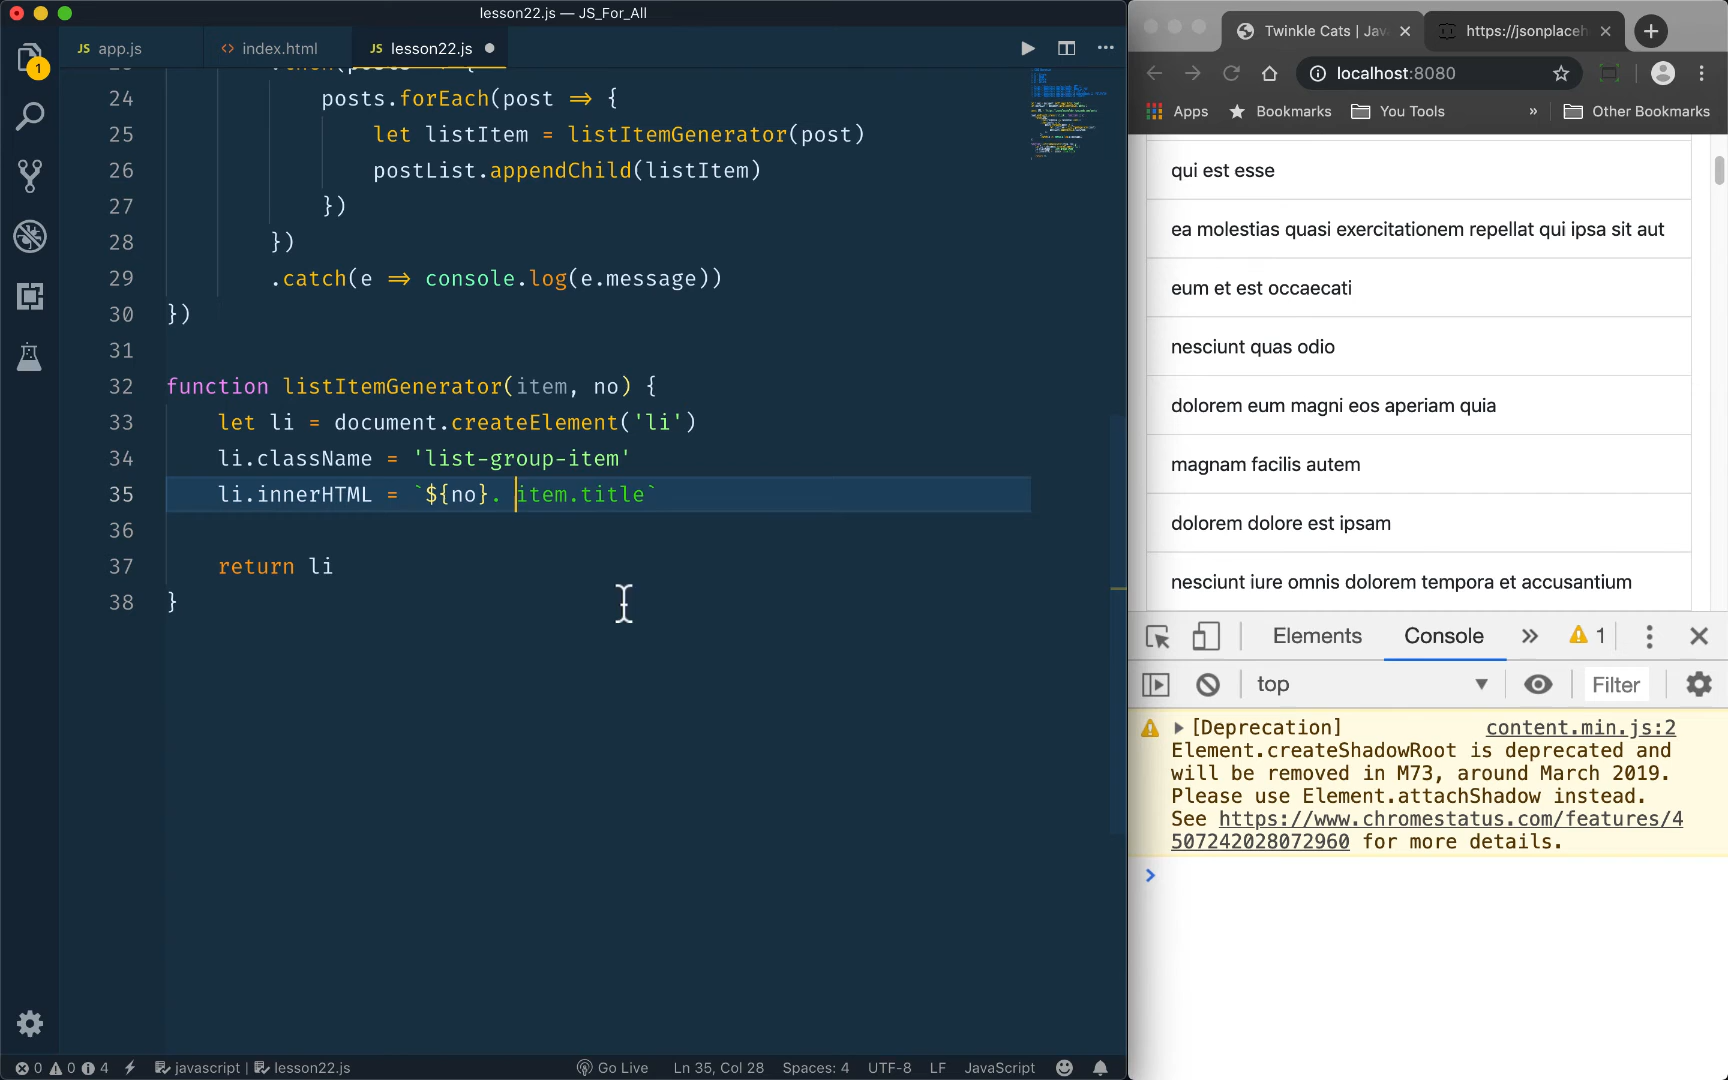 lesson22.js — JS_For_All
JS app.js
<> index.html
JS lesson22.js
24 posts.forEach(post => {
25 let listItem = listItemGenerator(post)
26 postList.appendChild(listItem)
27 })
28 })
29 .catch(e => console.log(e.message))
30 })
31
32 function listItemGenerator(item, no) {
33 let li = document.createElement('li')
34 li.className = 'list-group-item'
35 li.innerHTML = `${no}. item.title`
36
37 return li
38 }
1
0 0 4 javascript | lesson22.js
Go Live Ln 35, Col 28 Spaces: 4 UTF-8 LF JavaScript
Twinkle Cats | Jav
https://jsonplaceh
localhost:8080
Apps Bookmarks You Tools » Other Bookmarks
qui est esse
ea molestias quasi exercitationem repellat qui ipsa sit aut
eum et est occaecati
nesciunt quas odio
dolorem eum magni eos aperiam quia
magnam facilis autem
dolorem dolore est ipsam
nesciunt iure omnis dolorem tempora et accusantium
Elements Console » 1
top Filter
[Deprecation] content.min.js:2
Element.createShadowRoot is deprecated and
will be removed in M73, around March 2019.
Please use Element.attachShadow instead.
See https://www.chromestatus.com/features/4
507242028072960 for more details.